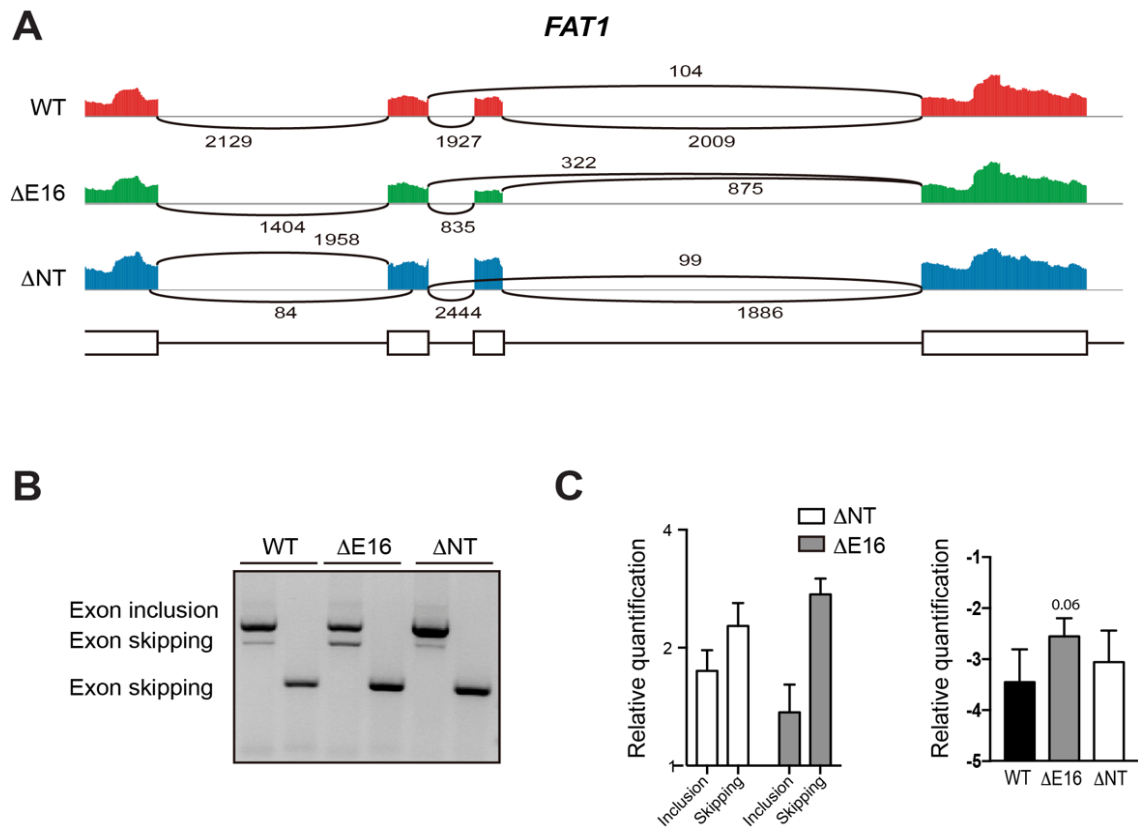 A
FAT1
WT
104
2129
1927
2009
ΔE16
322
875
1404
835
ΔNT
1958
99
84
2444
1886
B
WT ΔE16 ΔNT
Exon inclusion
Exon skipping
Exon skipping
C
ΔNT
ΔE16
Relative quantification
4
2
1
Inclusion
Skipping
Inclusion
Skipping
Relative quantification
-1
-2
-3
-4
-5
0.06
WT ΔE16 ΔNT